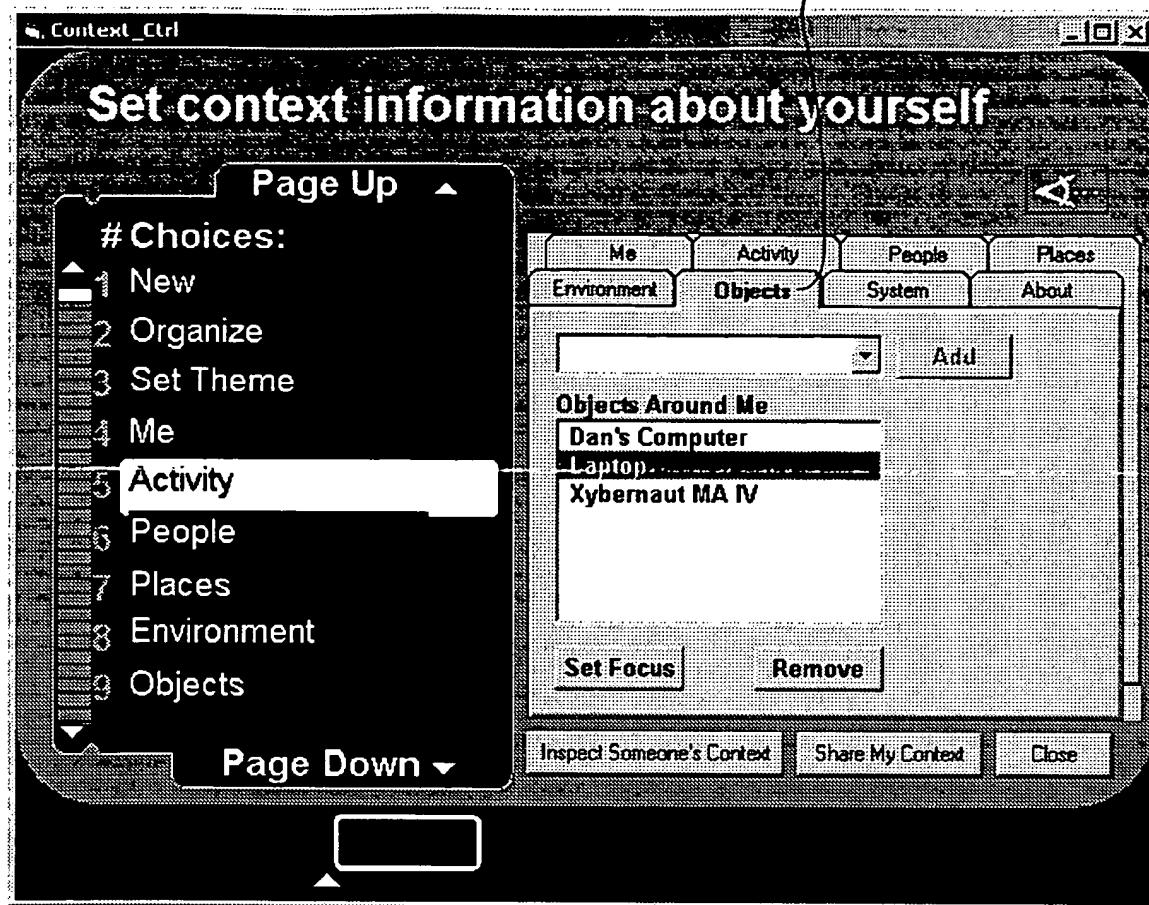 Context_Ctrl
Set context information about yourself
Page Up
# Choices:
1 New
2 Organize
3 Set Theme
4 Me
5 Activity
6 People
7 Places
8 Environment
9 Objects
Page Down
Me Activity People Places
Environment Objects System About
Add
Objects Around Me
Dan's Computer
Laptop
Xybernaut MA IV
Set Focus Remove
Inspect Someone's Context Share My Context Close